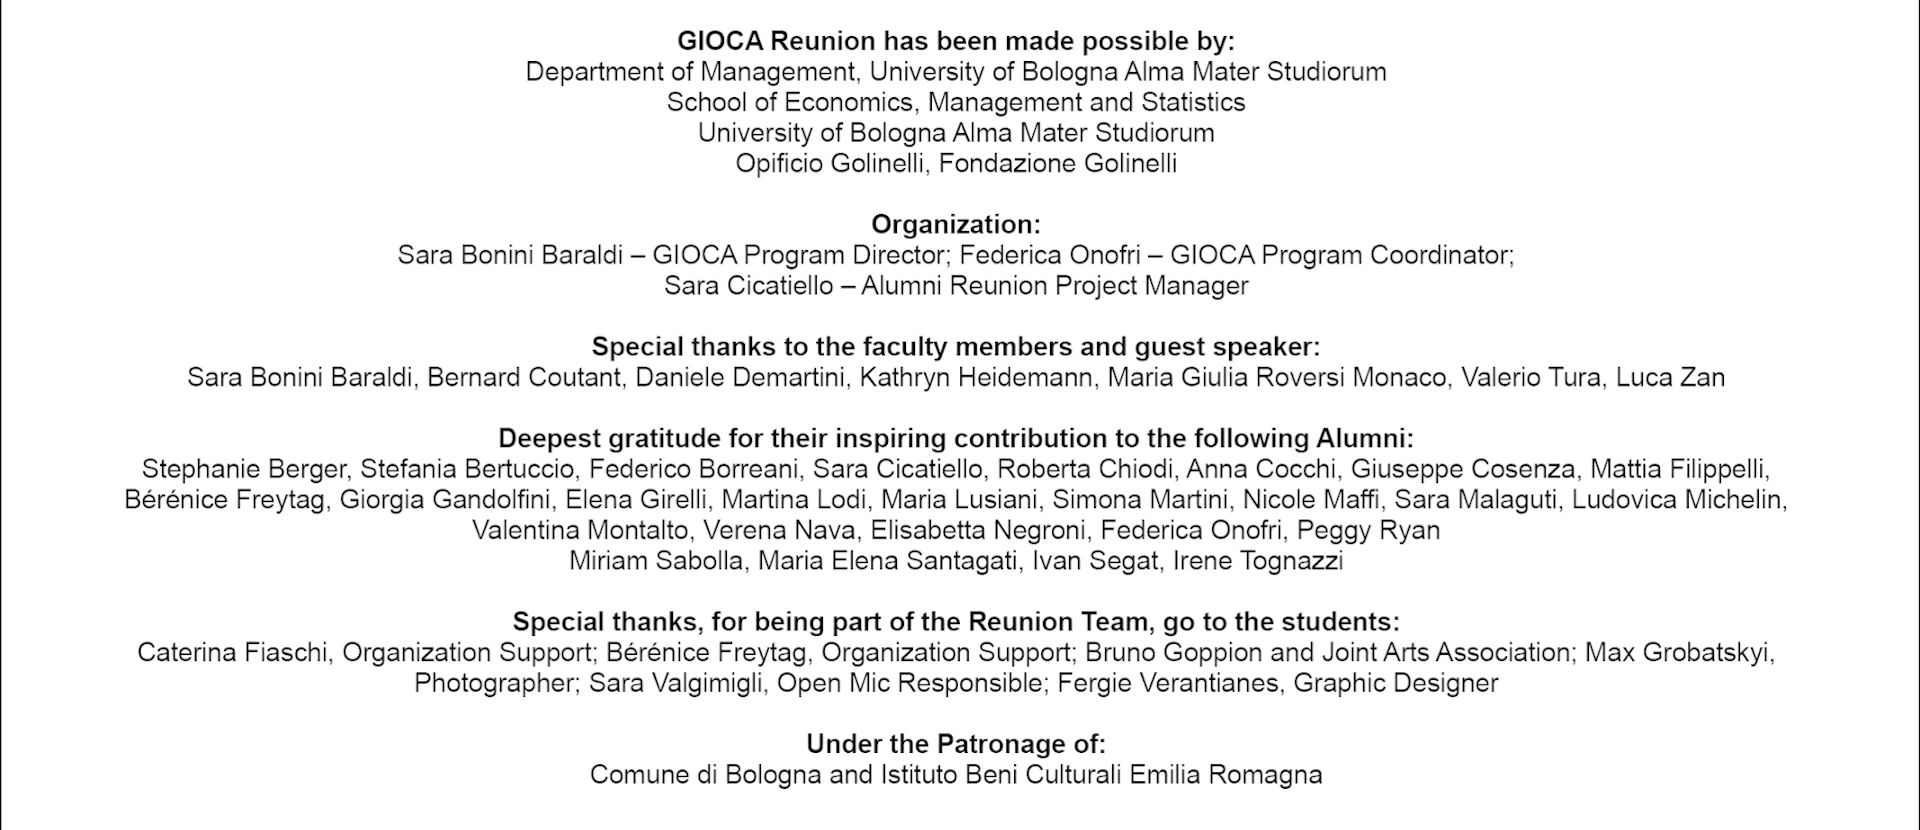 GIOCA Reunion has been made possible by:
Department of Management, University of Bologna Alma Mater Studiorum
School of Economics, Management and Statistics
University of Bologna Alma Mater Studiorum
Opificio Golinelli, Fondazione Golinelli
Organization:
Sara Bonini Baraldi – GIOCA Program Director; Federica Onofri – GIOCA Program Coordinator;
Sara Cicatiello – Alumni Reunion Project Manager
Special thanks to the faculty members and guest speaker:
Sara Bonini Baraldi, Bernard Coutant, Daniele Demartini, Kathryn Heidemann, Maria Giulia Roversi Monaco, Valerio Tura, Luca Zan
Deepest gratitude for their inspiring contribution to the following Alumni:
Stephanie Berger, Stefania Bertuccio, Federico Borreani, Sara Cicatiello, Roberta Chiodi, Anna Cocchi, Giuseppe Cosenza, Mattia Filippelli,
Bérénice Freytag, Giorgia Gandolfini, Elena Girelli, Martina Lodi, Maria Lusiani, Simona Martini, Nicole Maffi, Sara Malaguti, Ludovica Michelin,
Valentina Montalto, Verena Nava, Elisabetta Negroni, Federica Onofri, Peggy Ryan
Miriam Sabolla, Maria Elena Santagati, Ivan Segat, Irene Tognazzi
Special thanks, for being part of the Reunion Team, go to the students:
Caterina Fiaschi, Organization Support; Bérénice Freytag, Organization Support; Bruno Goppion and Joint Arts Association; Max Grobatskyi,
Photographer; Sara Valgimigli, Open Mic Responsible; Fergie Verantianes, Graphic Designer
Under the Patronage of:
Comune di Bologna and Istituto Beni Culturali Emilia Romagna